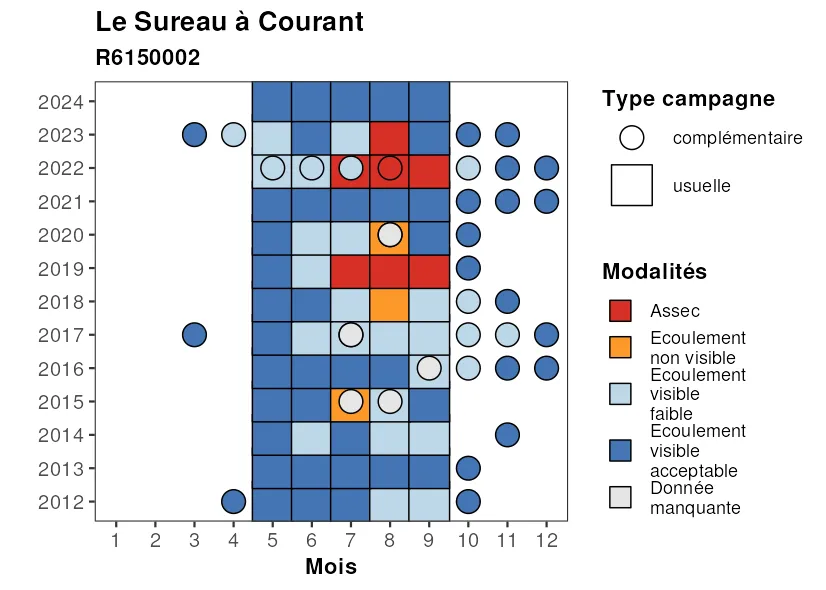 Le Sureau à Courant
R6150002
2024
2023
2022
2021
2020
2019
2018
2017
2016
2015
2014
2013
2012
1 2 3 4 5 6 7 8 9 10 11 12
Mois
Type campagne
complémentaire
usuelle
Modalités
Assec
Ecoulement
non visible
Ecoulement
visible
faible
Ecoulement
visible
acceptable
Donnée
manquante